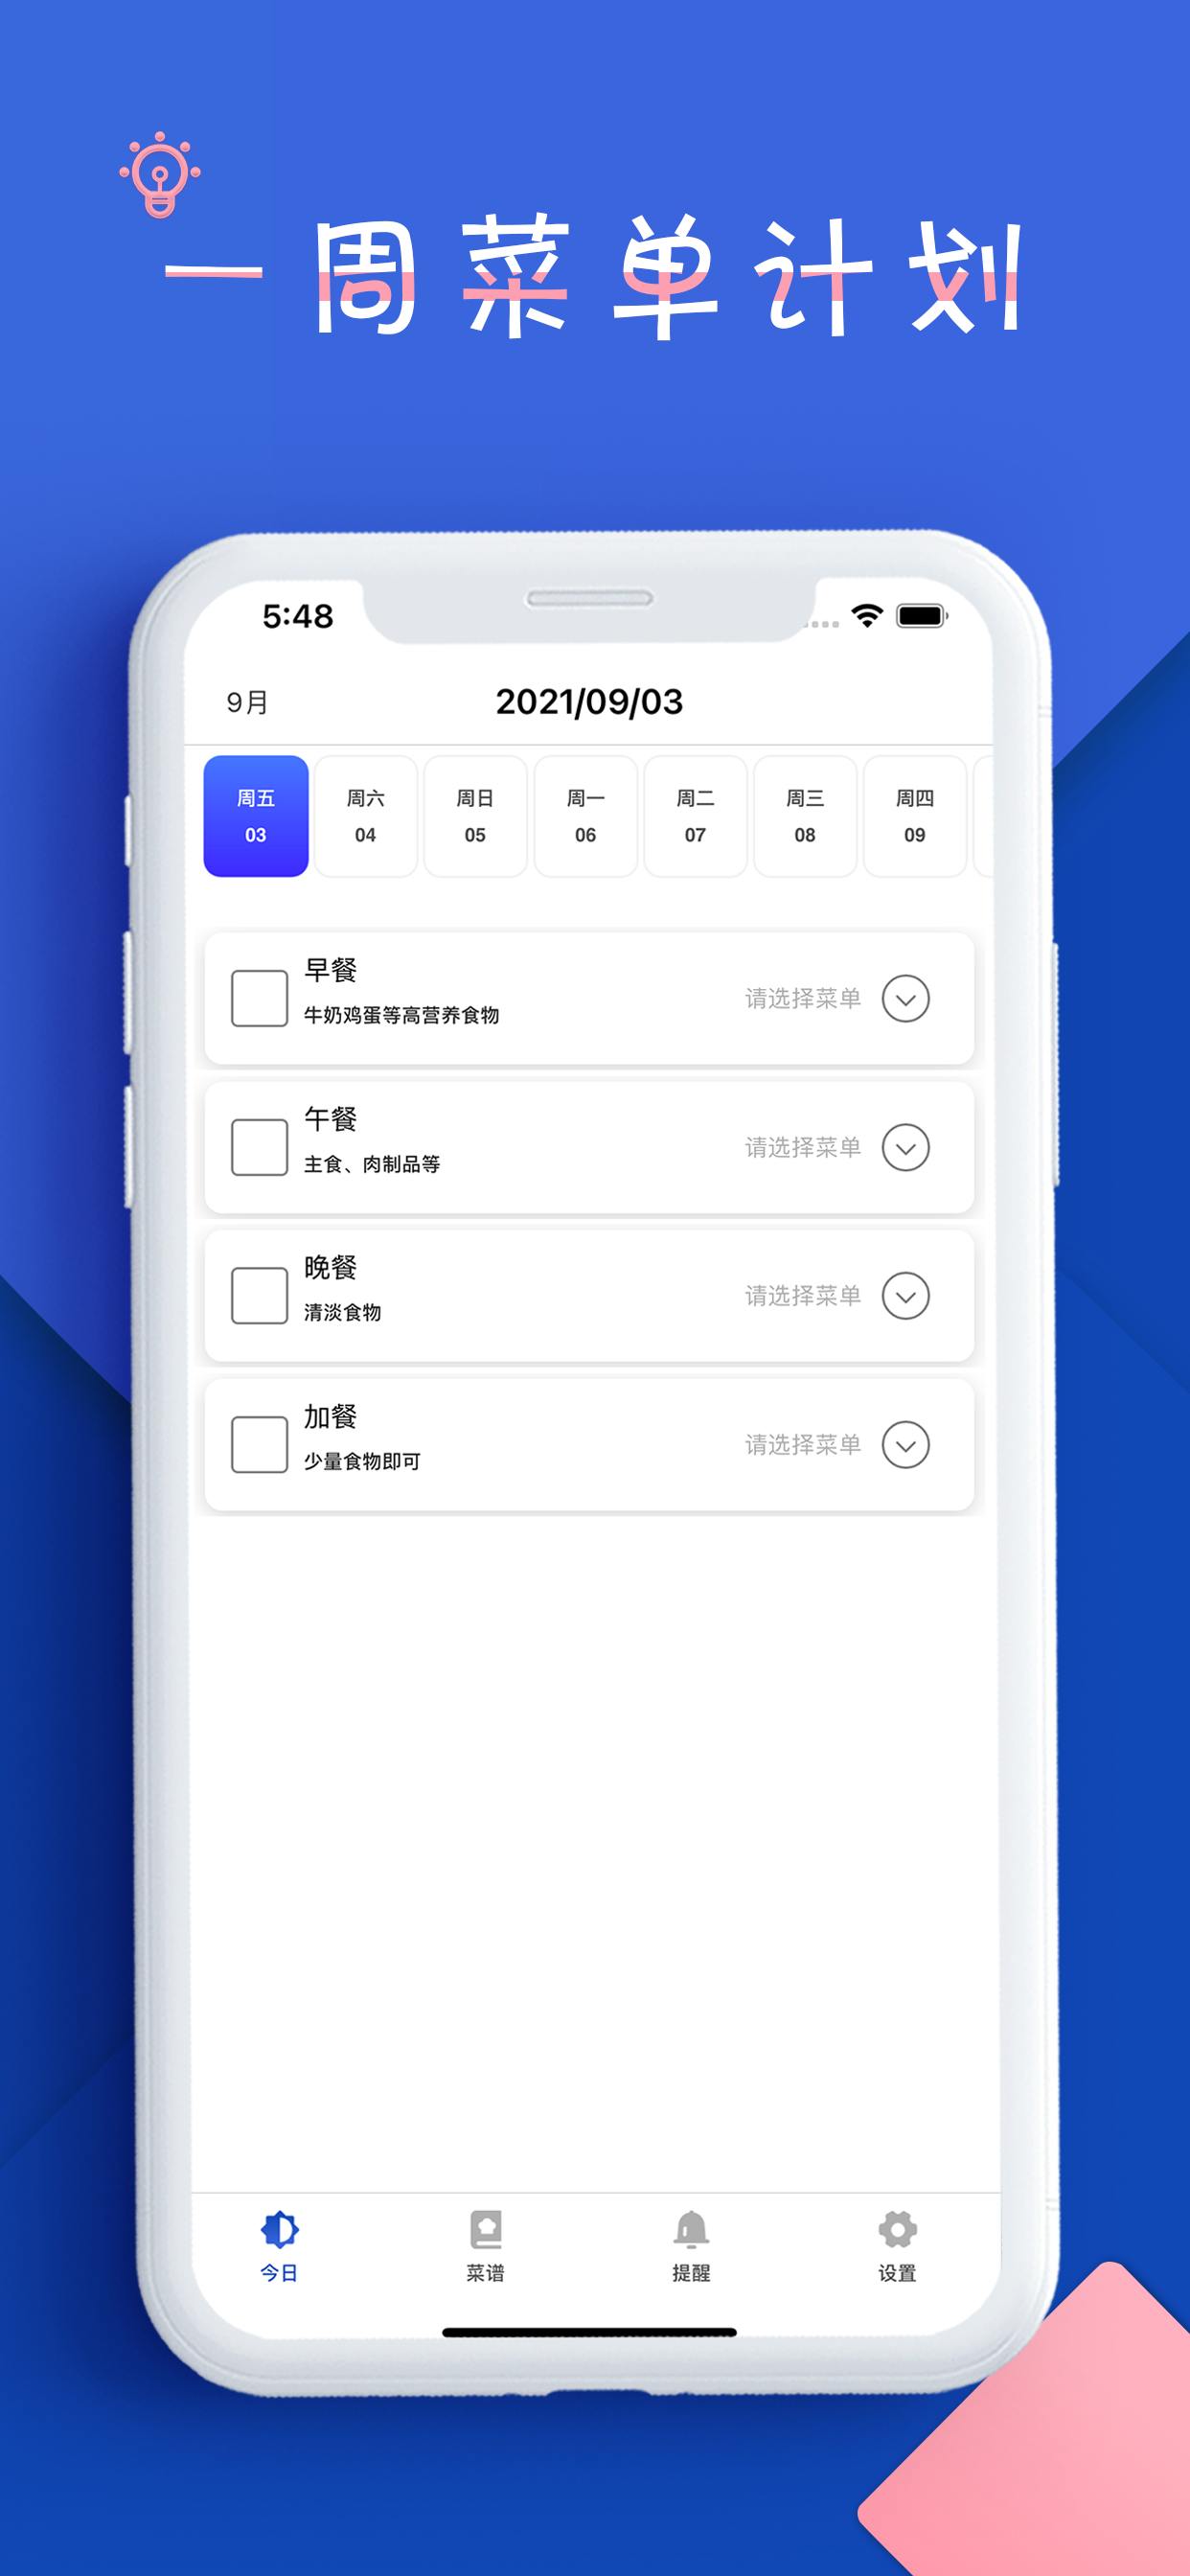 一周菜单计划
5:48
9月 2021/09/03
周五 周六 周日 周一 周二 周三 周四
03 04 05 06 07 08 09
早餐
牛奶鸡蛋等高营养食物
请选择菜单
午餐
主食、肉制品等
请选择菜单
晚餐
清淡食物
请选择菜单
加餐
少量食物即可
请选择菜单
今日 菜谱 提醒 设置